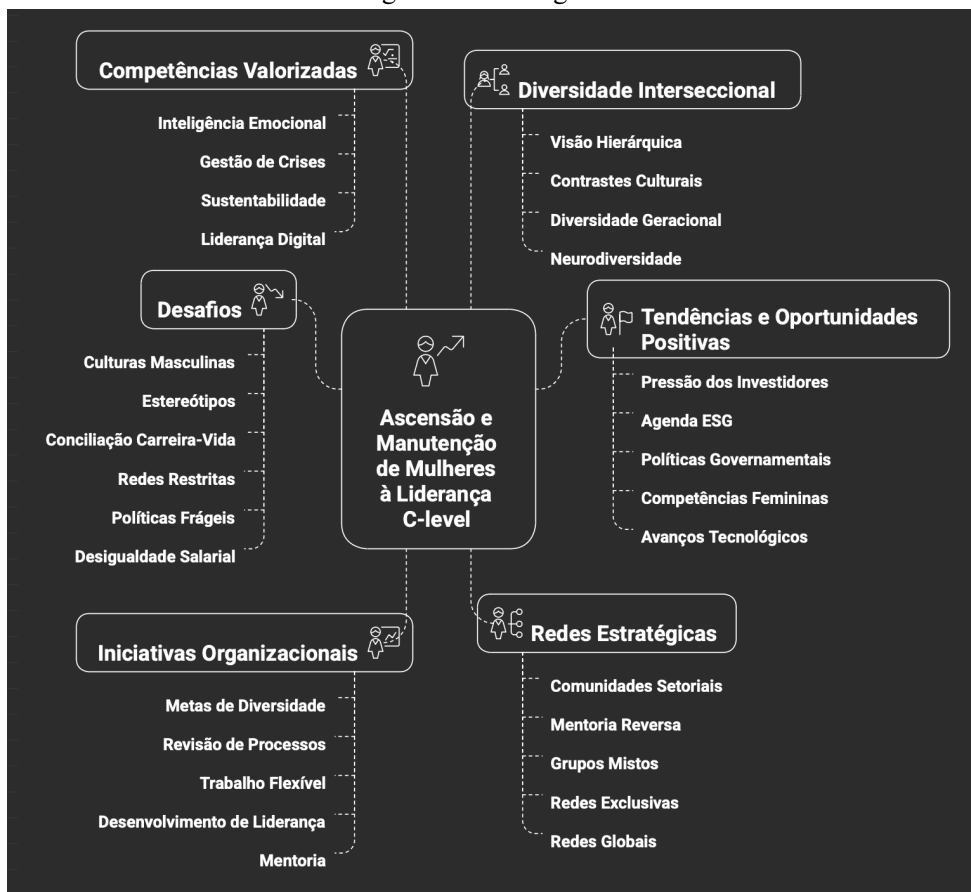 Competências Valorizadas
Inteligência Emocional
Gestão de Crises
Sustentabilidade
Liderança Digital
Diversidade Interseccional
Visão Hierárquica
Contrastes Culturais
Diversidade Geracional
Neurodiversidade
Desafios
Culturas Masculinas
Estereótipos
Conciliação Carreira-Vida
Redes Restritas
Políticas Frágeis
Desigualdade Salarial
Ascensão e
Manutenção
de Mulheres
à Liderança
C-level
Tendências e Oportunidades
Positivas
Pressão dos Investidores
Agenda ESG
Políticas Governamentais
Competências Femininas
Avanços Tecnológicos
Iniciativas Organizacionais
Metas de Diversidade
Revisão de Processos
Trabalho Flexível
Desenvolvimento de Liderança
Mentoria
Redes Estratégicas
Comunidades Setoriais
Mentoria Reversa
Grupos Mistos
Redes Exclusivas
Redes Globais